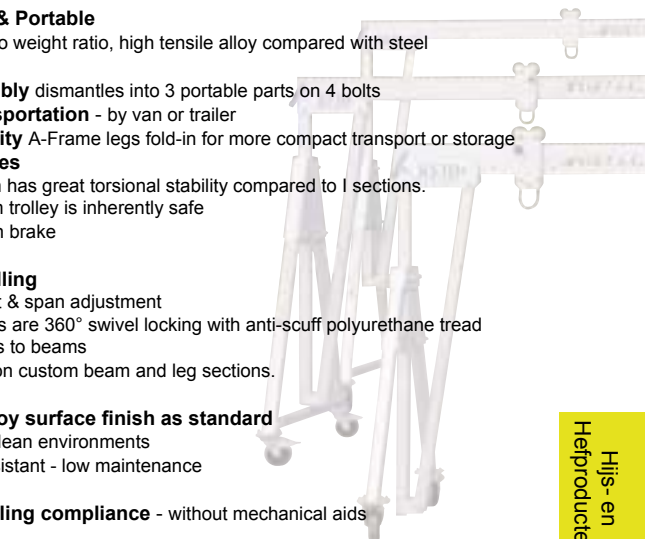 & Portable
o weight ratio, high tensile alloy compared with steel
bly dismantles into 3 portable parts on 4 bolts
sportation - by van or trailer
ity A-Frame legs fold-in for more compact transport or storage
es
has great torsional stability compared to I sections.
n trolley is inherently safe
n brake
lling
& span adjustment
s are 360° swivel locking with anti-scuff polyurethane tread
s to beams
on custom beam and leg sections.
oy surface finish as standard
lean environments
sistant - low maintenance
ling compliance - without mechanical aids
Hijs- en
Hefproducte